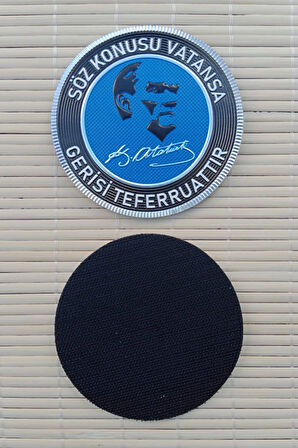 SÖZ KONUSU VATANSA
K. Atatürk
GERİSİ TEFERRUATTIR